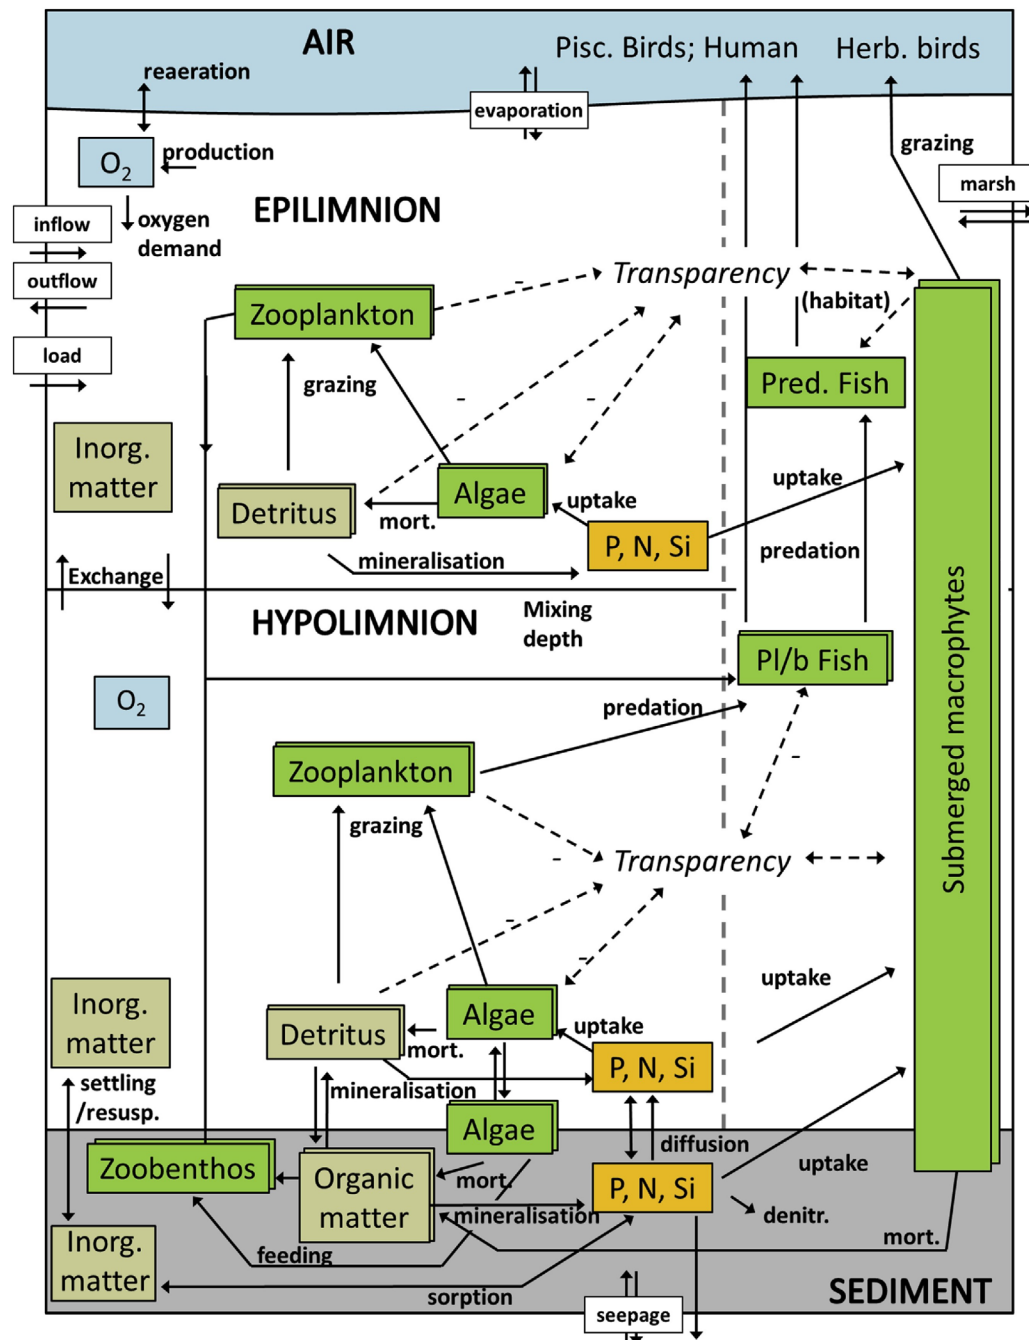 AIR
Pisc. Birds; Human
Herb. birds
reaeration
evaporation
O2
production
grazing
marsh
inflow
oxygen
demand
EPILIMNION
outflow
Transparency
(habitat)
Zooplankton
-
load
grazing
Pred. Fish
-
-
Inorg.
matter
Detritus
Algae
mort.
uptake
uptake
P, N, Si
predation
mineralisation
Exchange
HYPOLIMNION
Mixing
depth
Pl/b Fish
O2
predation
Submerged macrophytes
Zooplankton
-
grazing
-
Transparency
-
-
uptake
Inorg.
matter
Detritus
Algae
mort.
uptake
P, N, Si
settling
/resusp.
mineralisation
Algae
diffusion
Zoobenthos
Organic
matter
mort.
P, N, Si
uptake
mineralisation
denitr.
Inorg.
matter
feeding
mort.
sorption
seepage
SEDIMENT